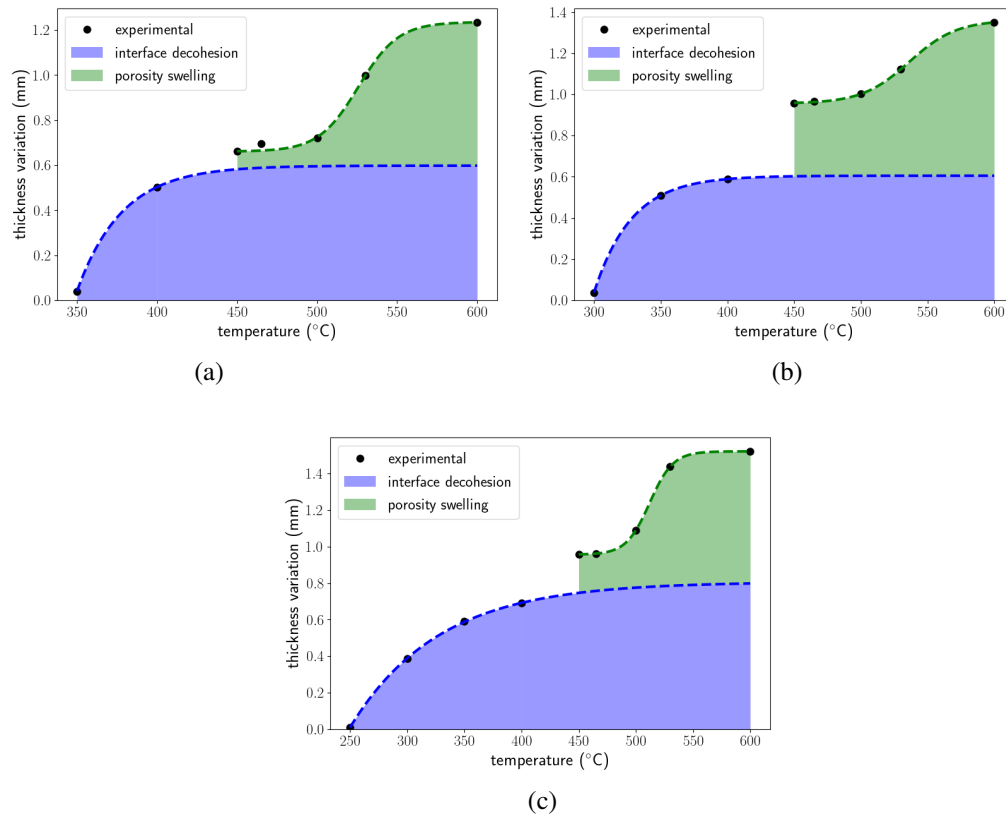 experimental
interface decohesion
porosity swelling
thickness variation (mm)
1.2
1.0
0.8
0.6
0.4
0.2
0.0
350 400 450 500 550 600
temperature (°C)
(a)
experimental
interface decohesion
porosity swelling
thickness variation (mm)
1.4
1.2
1.0
0.8
0.6
0.4
0.2
0.0
300 350 400 450 500 550 600
temperature (°C)
(b)
experimental
interface decohesion
porosity swelling
thickness variation (mm)
1.4
1.2
1.0
0.8
0.6
0.4
0.2
0.0
250 300 350 400 450 500 550 600
temperature (°C)
(c)